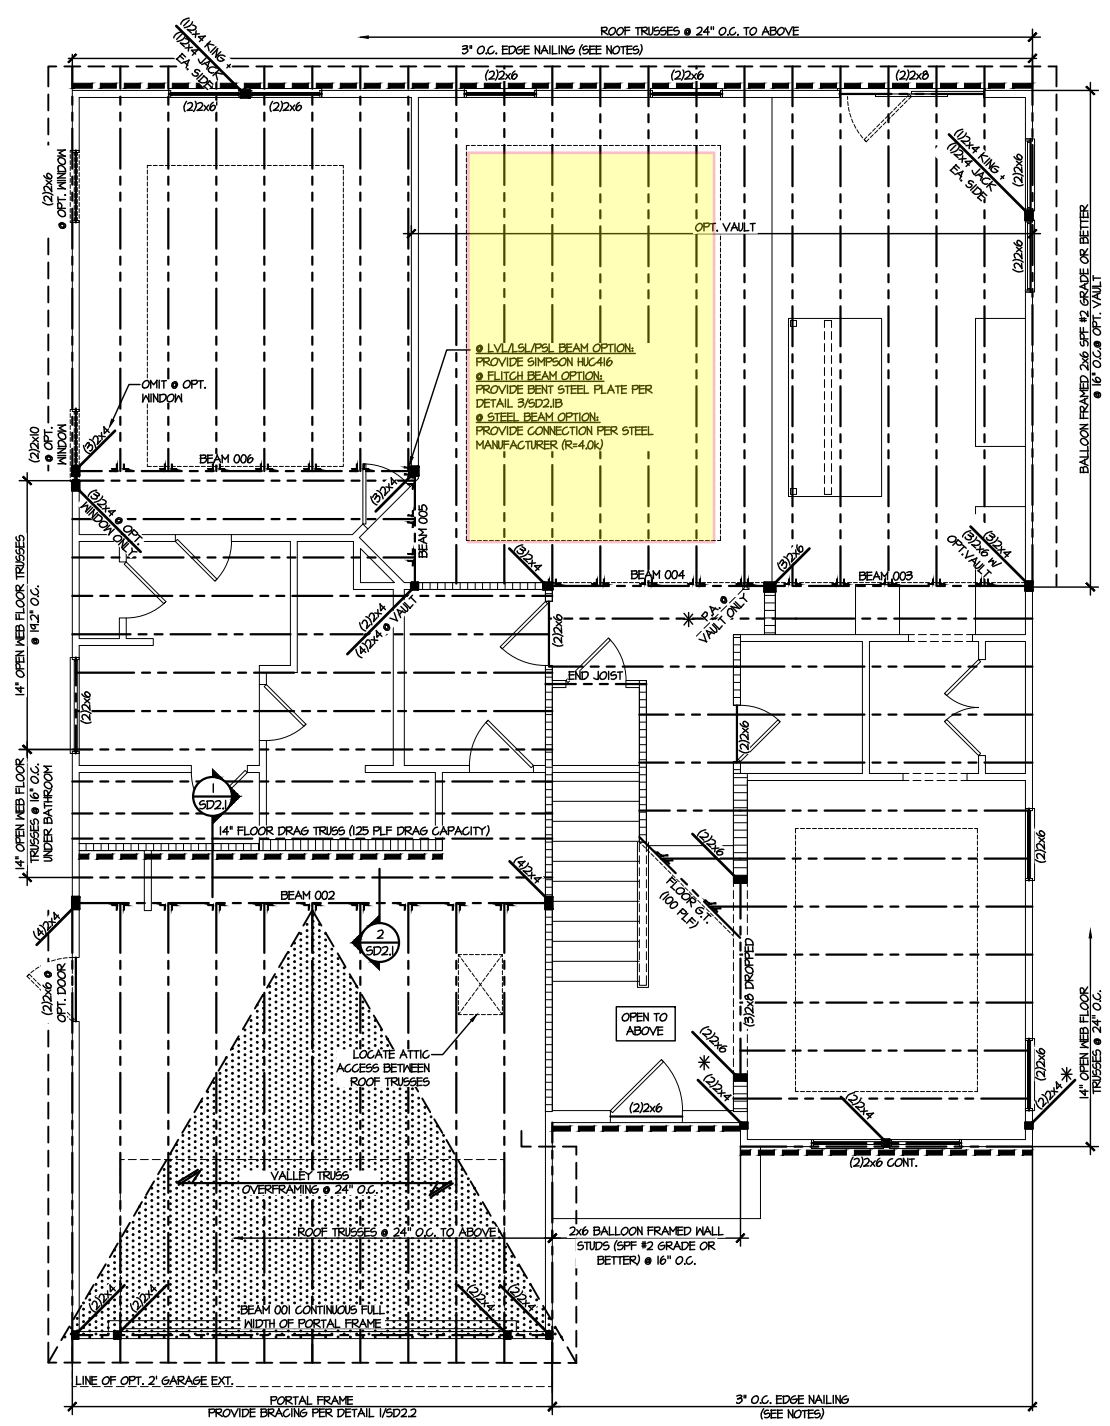 ROOF TRUSSES @ 24" O.C. TO ABOVE
3" O.C. EDGE NAILING (SEE NOTES)
(1)2x4 KING +
(1)2x4 JACK
EA. SIDE
(2)2x6
(2)2x6
(2)2x8
(2)2x6
(2)2x6
(2)2x6
@ OPT. WINDOW
(1)2x4 KING +
(1)2x4 JACK
EA. SIDE
(2)2x6
(2)2x6
OPT. VAULT
BALLOON FRAMED 2x6 SPF #2 GRADE OR BETTER
@ 16" O.C.@ OPT. VAULT
@ LVL/LSL/PSL BEAM OPTION:
PROVIDE SIMPSON HUC416
@ FLITCH BEAM OPTION:
PROVIDE BENT STEEL PLATE PER
DETAIL 3/SD2.1B
@ STEEL BEAM OPTION:
PROVIDE CONNECTION PER STEEL
MANUFACTURER (R=4.0k)
OMIT @ OPT.
WINDOW
(2)2x10
@ OPT.
WINDOW
(3)2x4
BEAM 006
(3)2x4
(3)2x4 @ OPT.
WINDOW ONLY
BEAM 005
(3)2x4
BEAM 004
(3)2x6
BEAM 003
(3)2x4
(3)2x6 W/
OPT.VAULT
14" OPEN WEB FLOOR TRUSSES
@ 19.2" O.C.
(2)2x4
(4)2x4 @ VAULT
(2)2x6
P.A. @
VAULT ONLY
END JOIST
(2)2x6
(2)2x6
14" OPEN WEB FLOOR
TRUSSES @ 16" O.C.
UNDER BATHROOM
1
SD2.1
14" FLOOR DRAG TRUSS (125 PLF DRAG CAPACITY)
(2)2x6
(2)2x6
(4)2x4
FLOOR G.T.
(100 PLF)
BEAM 002
(4)2x4
2
SD2.1
(3)2x8 DROPPED
(2)2x6 @
OPT. DOOR
OPEN TO
ABOVE
(2)2x6
LOCATE ATTIC
ACCESS BETWEEN
ROOF TRUSSES
(2)2x4
(2)2x6
(2)2x4
(2)2x6
(2)2x4
14" OPEN WEB FLOOR
TRUSSES @ 24" O.C.
(2)2x6 CONT.
VALLEY TRUSS
OVERFRAMING @ 24" O.C.
ROOF TRUSSES @ 24" O.C. TO ABOVE
2x6 BALLOON FRAMED WALL
STUDS (SPF #2 GRADE OR
BETTER) @ 16" O.C.
(2)2x4
(2)2x4
(2)2x4
(2)2x4
BEAM 001 CONTINUOUS FULL
WIDTH OF PORTAL FRAME
LINE OF OPT. 2' GARAGE EXT.
PORTAL FRAME
PROVIDE BRACING PER DETAIL 1/SD2.2
3" O.C. EDGE NAILING
(SEE NOTES)